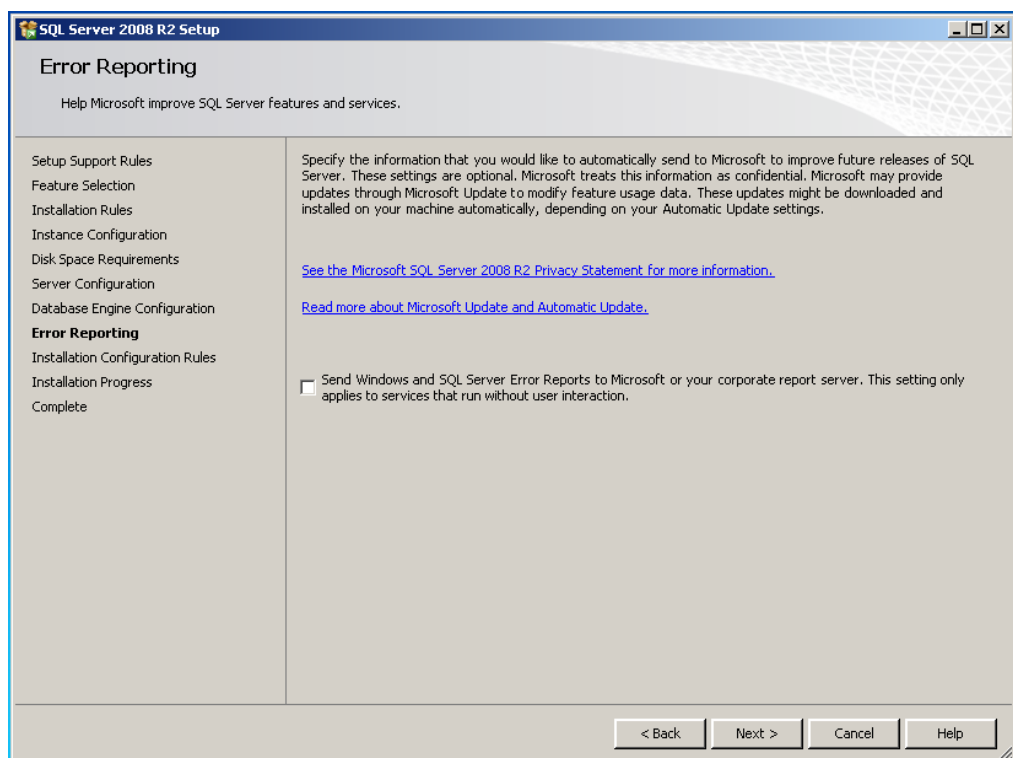 SQL Server 2008 R2 Setup
Error Reporting
Help Microsoft improve SQL Server features and services.
Setup Support Rules
Feature Selection
Installation Rules
Instance Configuration
Disk Space Requirements
Server Configuration
Database Engine Configuration
Error Reporting
Installation Configuration Rules
Installation Progress
Complete
Specify the information that you would like to automatically send to Microsoft to improve future releases of SQL
Server. These settings are optional. Microsoft treats this information as confidential. Microsoft may provide
updates through Microsoft Update to modify feature usage data. These updates might be downloaded and
installed on your machine automatically, depending on your Automatic Update settings.
See the Microsoft SQL Server 2008 R2 Privacy Statement for more information.
Read more about Microsoft Update and Automatic Update.
Send Windows and SQL Server Error Reports to Microsoft or your corporate report server. This setting only
applies to services that run without user interaction.
< Back
Next >
Cancel
Help